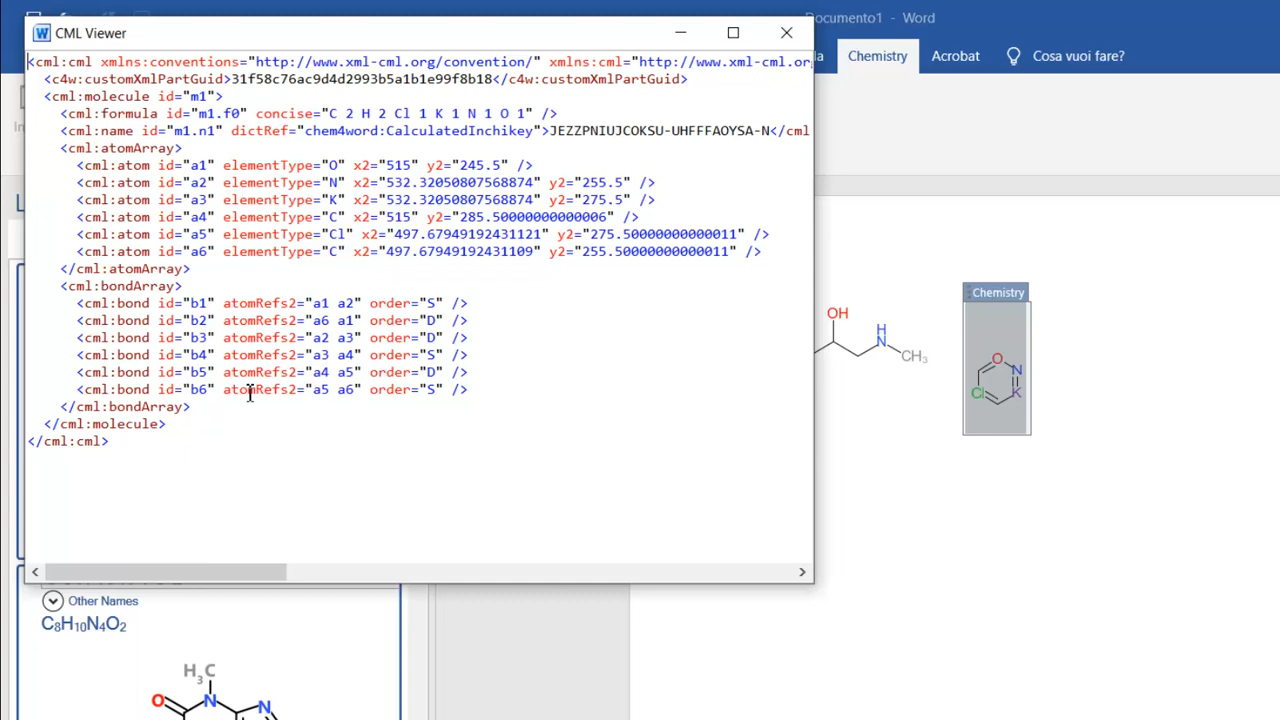 Documento1 - Word
CML Viewer
Chemistry
Acrobat
Cosa vuoi fare?
<cml:cml xmlns:conventions="http://www.xml-cml.org/convention/" xmlns:cml="http://www.xml-cml.or
<c4w:customXmlPartGuid>31f58c76ac9d4d2993b5a1b1e99f8b18</c4w:customXmlPartGuid>
<cml:molecule id="m1">
<cml:formula id="m1.f0" concise="C 2 H 2 Cl 1 K 1 N 1 O 1" />
<cml:name id="m1.n1" dictRef="chem4word:CalculatedInchikey">JEZZPNIUJCOKSU-UHFFFAOYSA-N</cml
<cml:atomArray>
<cml:atom id="a1" elementType="O" x2="515" y2="245.5" />
<cml:atom id="a2" elementType="N" x2="532.32050807568874" y2="255.5" />
<cml:atom id="a3" elementType="K" x2="532.32050807568874" y2="275.5" />
<cml:atom id="a4" elementType="C" x2="515" y2="285.50000000000006" />
<cml:atom id="a5" elementType="Cl" x2="497.67949192431121" y2="275.50000000000011" />
<cml:atom id="a6" elementType="C" x2="497.67949192431109" y2="255.50000000000011" />
</cml:atomArray>
<cml:bondArray>
<cml:bond id="b1" atomRefs2="a1 a2" order="S" />
<cml:bond id="b2" atomRefs2="a6 a1" order="D" />
<cml:bond id="b3" atomRefs2="a2 a3" order="D" />
<cml:bond id="b4" atomRefs2="a3 a4" order="S" />
<cml:bond id="b5" atomRefs2="a4 a5" order="D" />
<cml:bond id="b6" atomRefs2="a5 a6" order="S" />
</cml:bondArray>
</cml:molecule>
</cml:cml>
Chemistry
OH
H
N
CH3
O
N
Cl
K
Other Names
C8H10N4O2
H3C
O
N
N